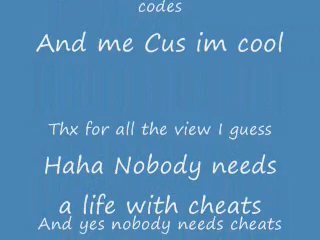 codes
And me Cus im cool
Thx for all the view I guess
Haha Nobody needs
a life with cheats
And yes nobody needs cheats